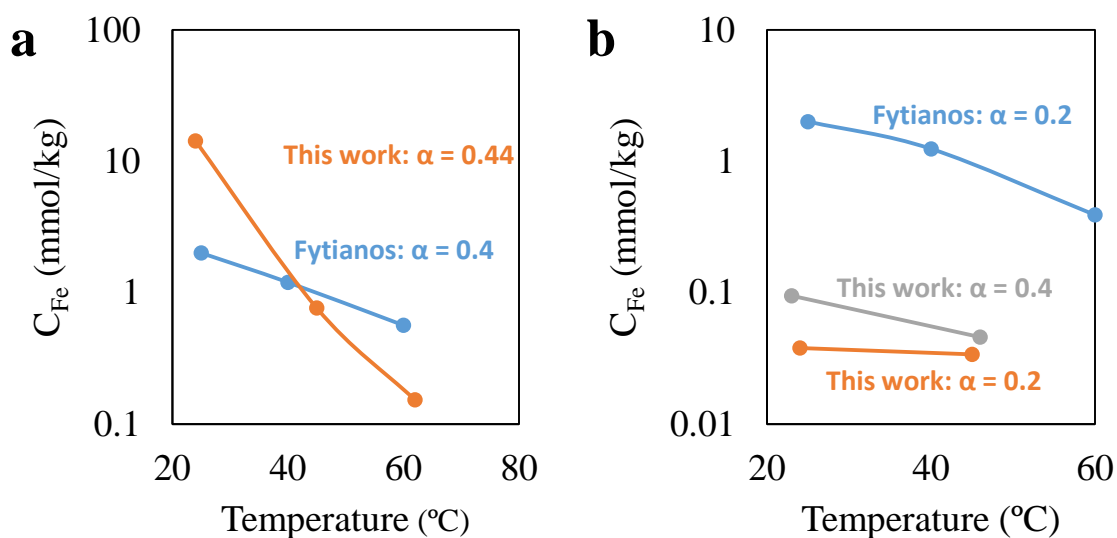 a
100
10
1
0.1
C_Fe (mmol/kg)
This work: α = 0.44
Fytianos: α = 0.4
20 40 60 80
Temperature (ºC)
b
10
1
0.1
0.01
C_Fe (mmol/kg)
Fytianos: α = 0.2
This work: α = 0.4
This work: α = 0.2
20 40 60
Temperature (ºC)